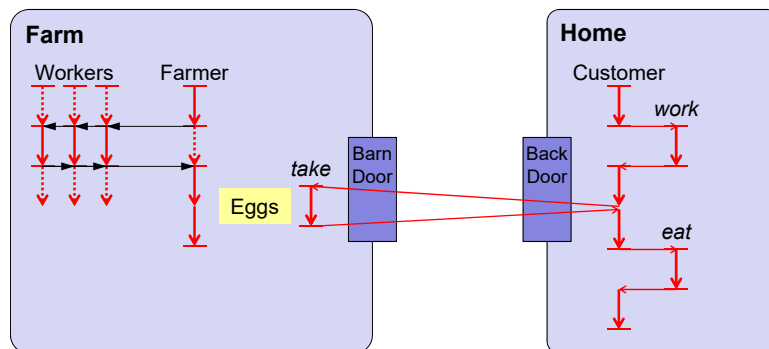 Farm
Workers
Farmer
take
Eggs
Barn
Door
Home
Customer
work
Back
Door
eat